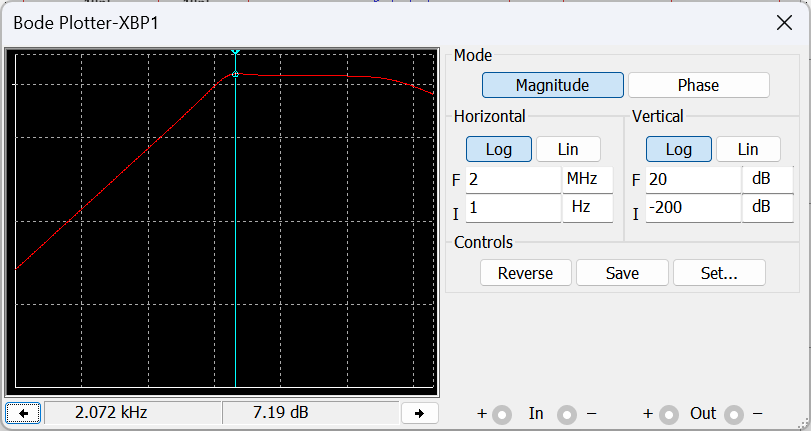 Bode Plotter-XBP1
Mode
Magnitude
Phase
Horizontal
Vertical
Log
Lin
Log
Lin
F 2 MHz
F 20 dB
I 1 Hz
I -200 dB
Controls
Reverse
Save
Set...
2.072 kHz
7.19 dB
+ In −
+ Out −